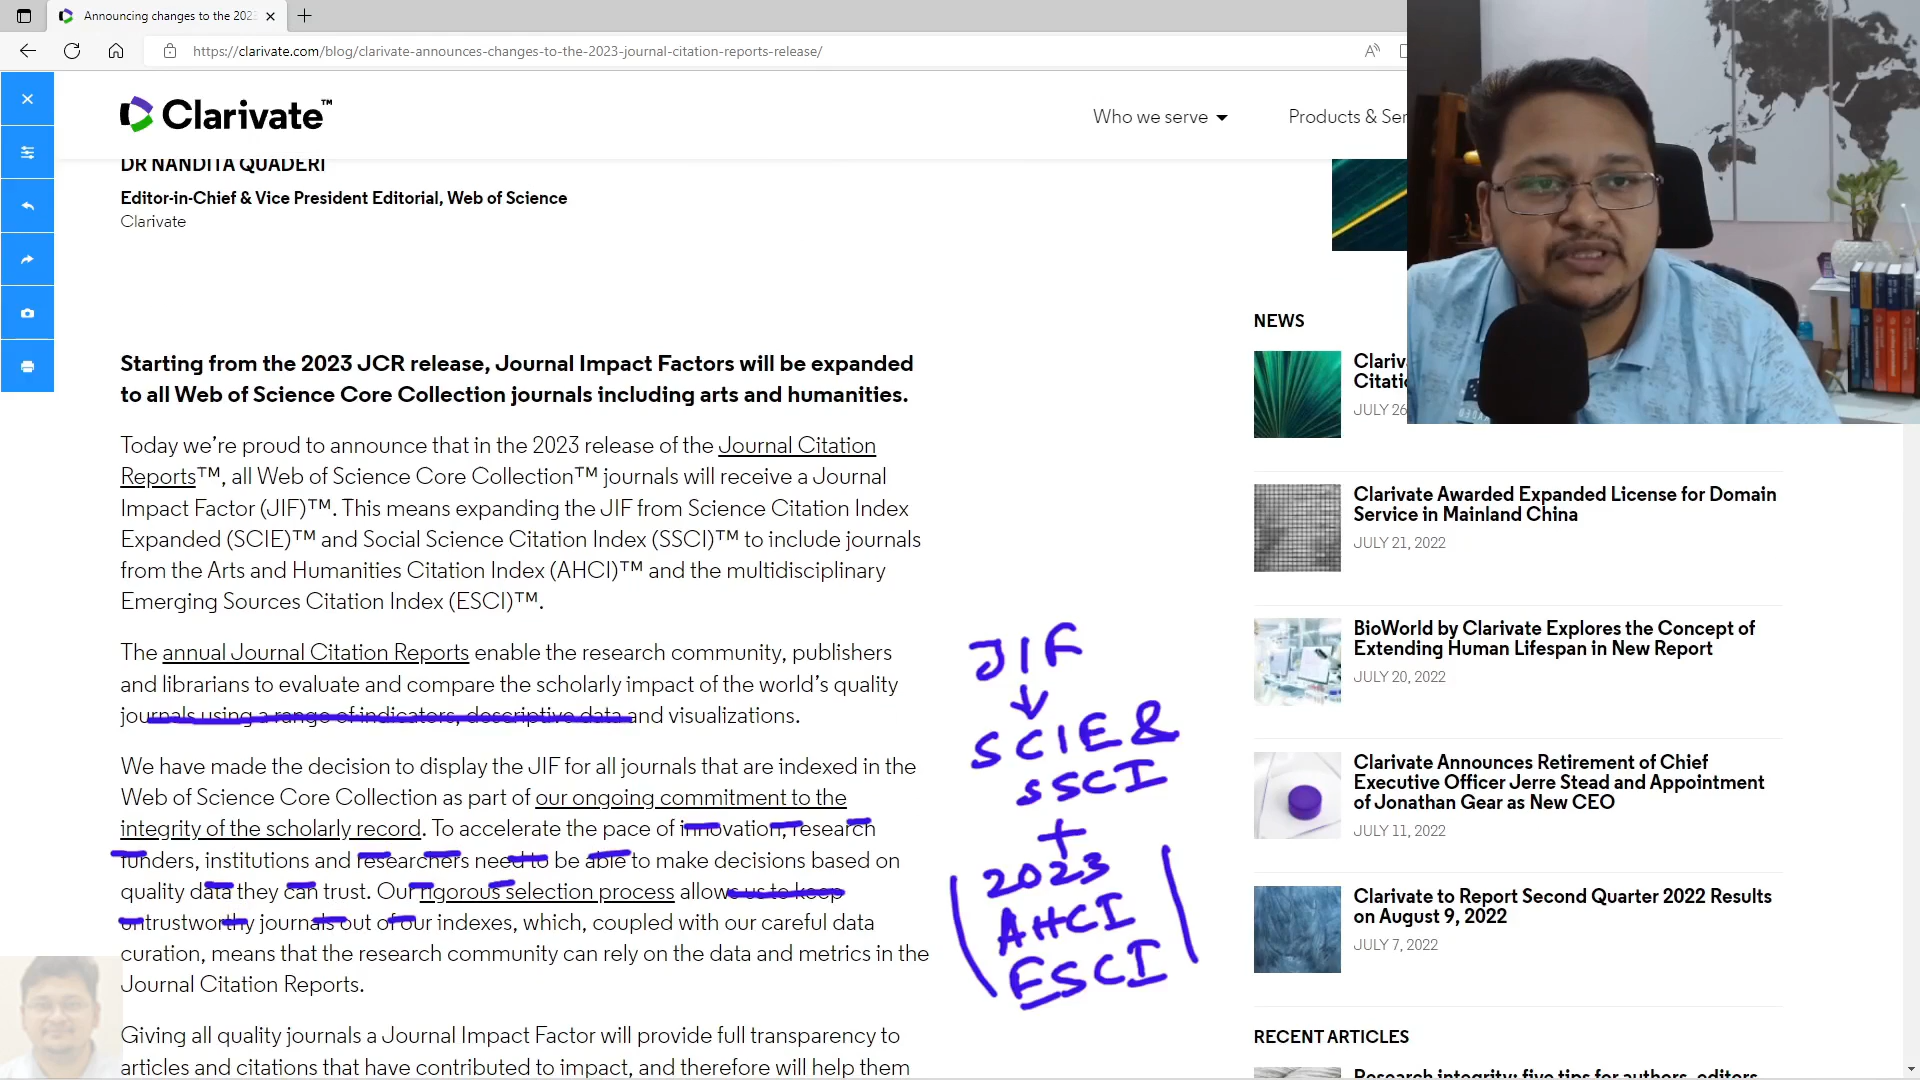 Announcing changes to the 202
https://clarivate.com/blog/clarivate-announces-changes-to-the-2023-journal-citation-reports-release/
Clarivate™
Who we serve
Products & Ser
DR NANDITA QUADERI
Editor-in-Chief & Vice President Editorial, Web of Science
Clarivate
Starting from the 2023 JCR release, Journal Impact Factors will be expanded
to all Web of Science Core Collection journals including arts and humanities.
Today we’re proud to announce that in the 2023 release of the Journal Citation
Reports™, all Web of Science Core Collection™ journals will receive a Journal
Impact Factor (JIF)™. This means expanding the JIF from Science Citation Index
Expanded (SCIE)™ and Social Science Citation Index (SSCI)™ to include journals
from the Arts and Humanities Citation Index (AHCI)™ and the multidisciplinary
Emerging Sources Citation Index (ESCI)™.
The annual Journal Citation Reports enable the research community, publishers
and librarians to evaluate and compare the scholarly impact of the world’s quality
journals using a range of indicators, descriptive data and visualizations.
We have made the decision to display the JIF for all journals that are indexed in the
Web of Science Core Collection as part of our ongoing commitment to the
integrity of the scholarly record. To accelerate the pace of innovation, research
funders, institutions and researchers need to be able to make decisions based on
quality data they can trust. Our rigorous selection process allows us to keep
untrustworthy journals out of our indexes, which, coupled with our careful data
curation, means that the research community can rely on the data and metrics in the
Journal Citation Reports.
Giving all quality journals a Journal Impact Factor will provide full transparency to
articles and citations that have contributed to impact, and therefore will help them
JIF
SCIE &
SSCI
+
2023
AHCI
ESCI
NEWS
Clariv
Citatio
JULY 26
Clarivate Awarded Expanded License for Domain
Service in Mainland China
JULY 21, 2022
BioWorld by Clarivate Explores the Concept of
Extending Human Lifespan in New Report
JULY 20, 2022
Clarivate Announces Retirement of Chief
Executive Officer Jerre Stead and Appointment
of Jonathan Gear as New CEO
JULY 11, 2022
Clarivate to Report Second Quarter 2022 Results
on August 9, 2022
JULY 7, 2022
RECENT ARTICLES
Research integrity: five tips for authors, editors